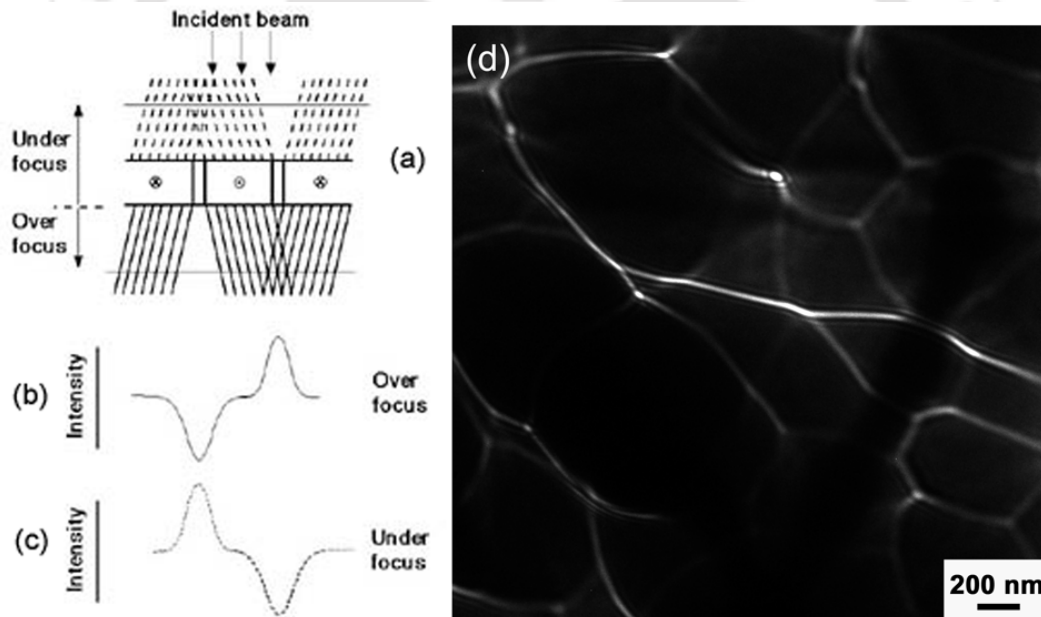 Incident beam
Under
focus
(a)
Over
focus
(b)
Intensity
Over
focus
(c)
Intensity
Under
focus
(d)
200 nm